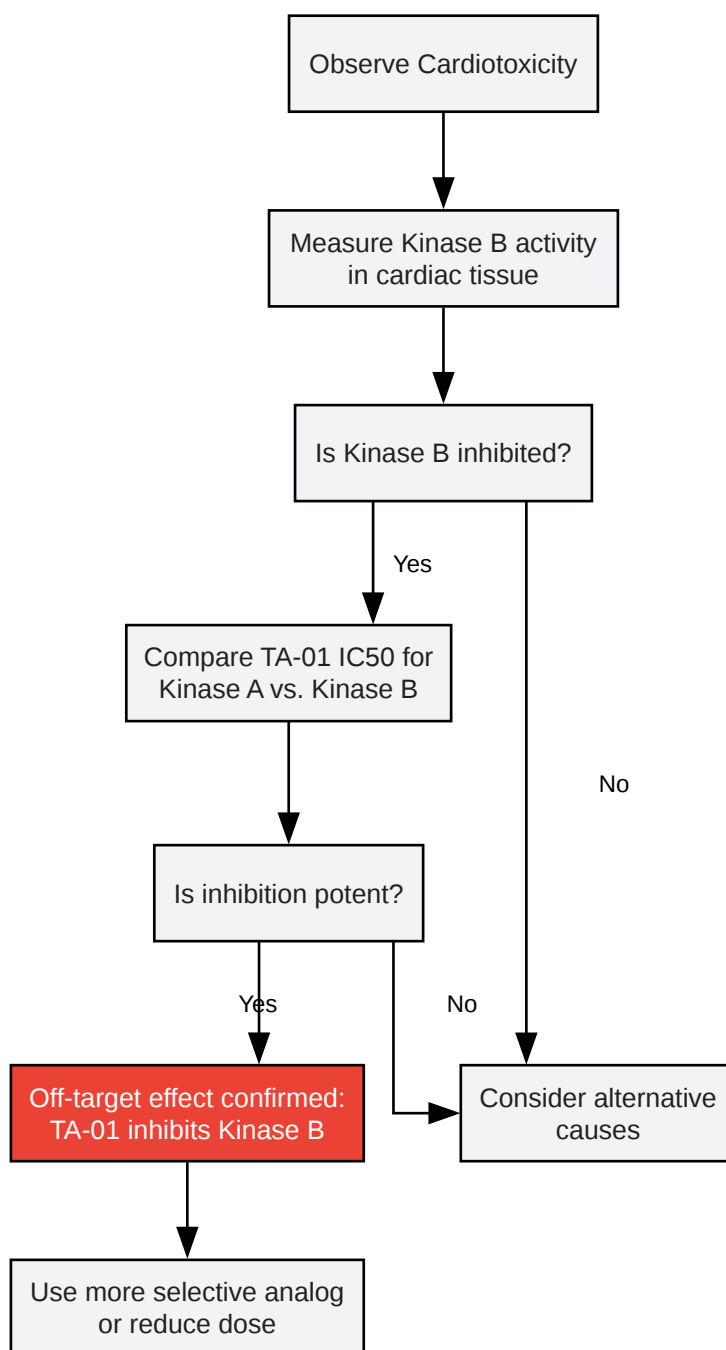 Observe Cardiotoxicity
Measure Kinase B activity
in cardiac tissue
Is Kinase B inhibited?
Yes
Compare TA-01 IC50 for
Kinase A vs. Kinase B
No
Is inhibition potent?
Yes
No
Off-target effect confirmed:
TA-01 inhibits Kinase B
Consider alternative
causes
Use more selective analog
or reduce dose